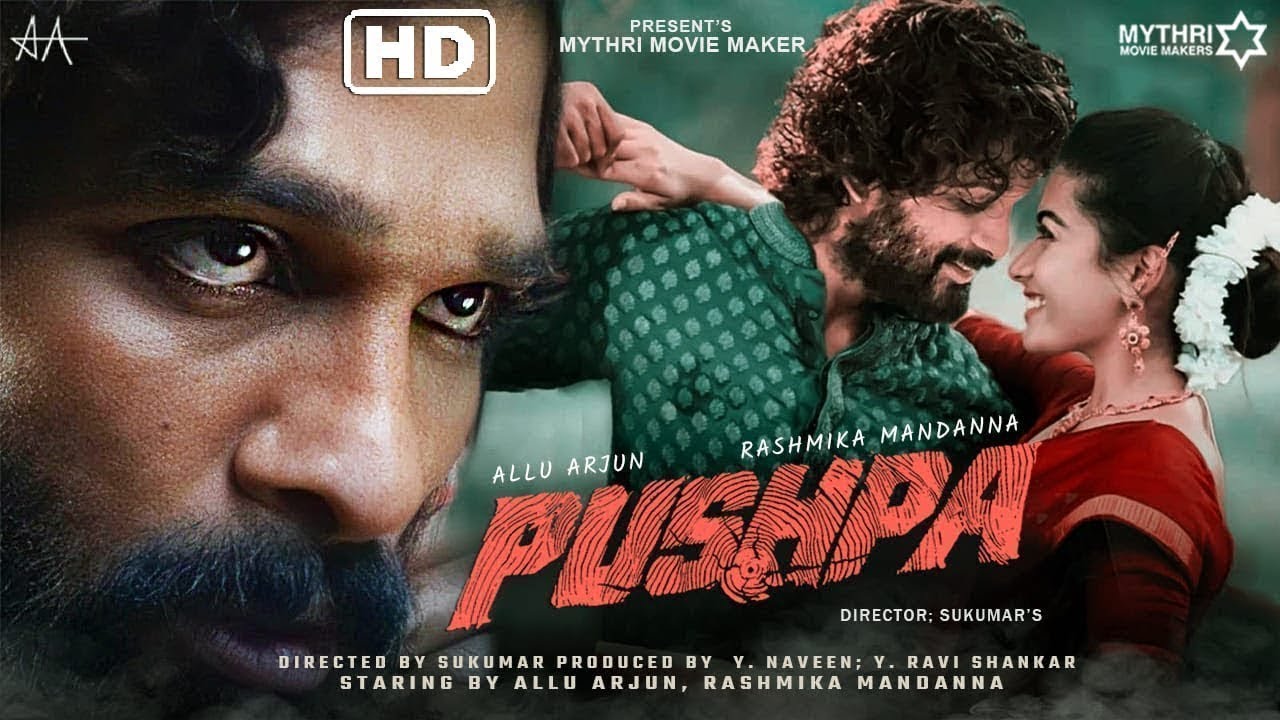 AA
HD
PRESENT'S
MYTHRI MOVIE MAKER
MYTHRI
MOVIE MAKERS
ALLU ARJUN
RASHMIKA MANDANNA
PUSHPA
DIRECTOR; SUKUMAR'S
DIRECTED BY SUKUMAR PRODUCED BY Y. NAVEEN; Y. RAVI SHANKAR
STARING BY ALLU ARJUN, RASHMIKA MANDANNA